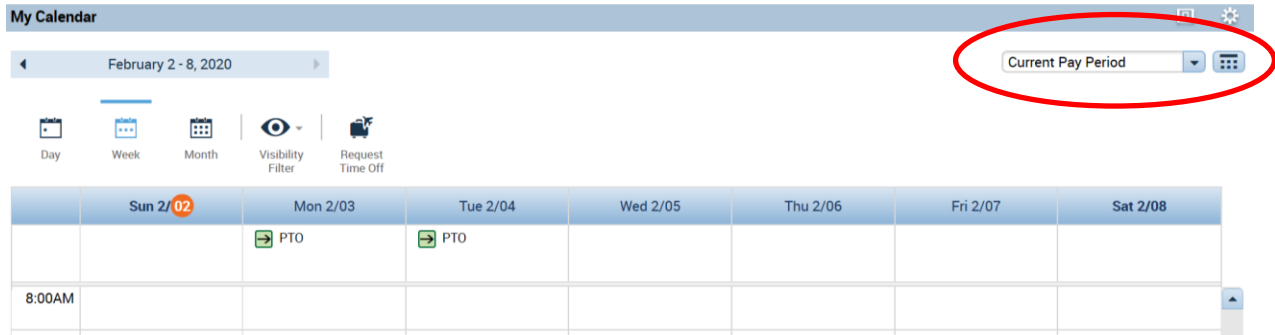 My Calendar
February 2 - 8, 2020
Current Pay Period
Day
Week
Month
Visibility
Filter
Request
Time Off
Sun 2/02
Mon 2/03
Tue 2/04
Wed 2/05
Thu 2/06
Fri 2/07
Sat 2/08
PTO
PTO
8:00AM